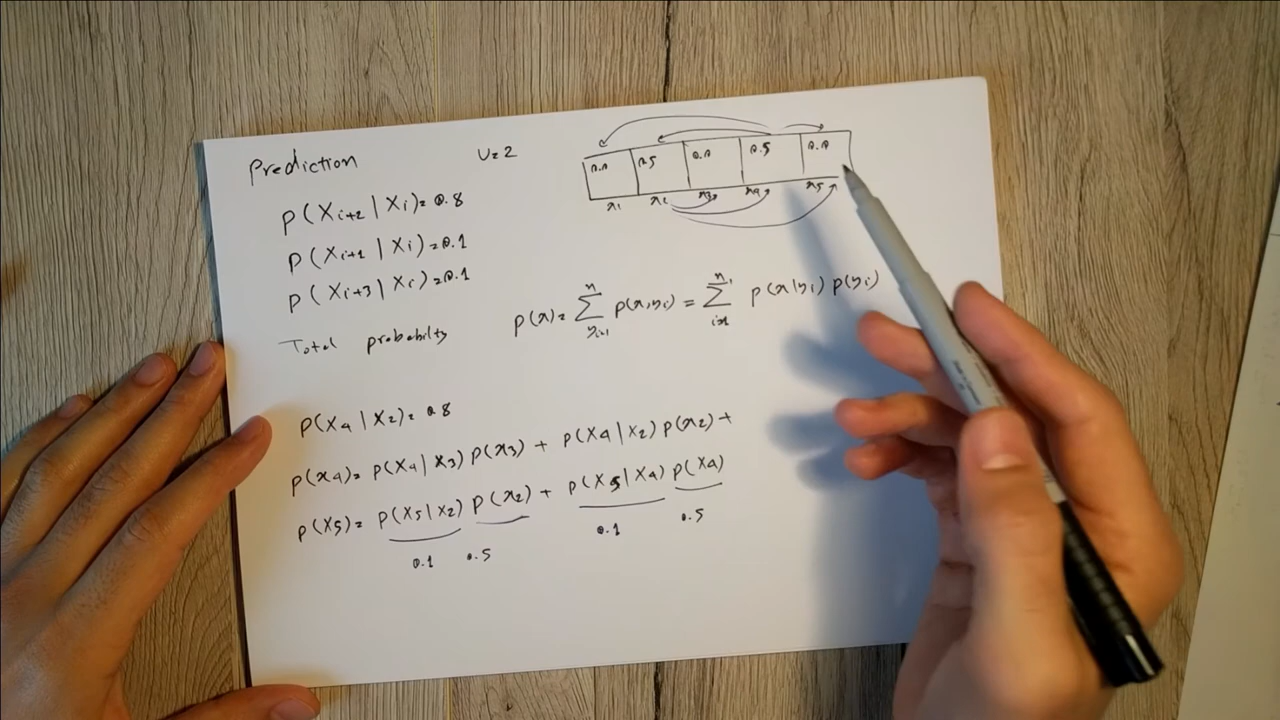 Prediction
U=2
0.0 0.5 0.0 0.5 0.0
x1 x2 x3 x4 x5
p(Xi+2 | Xi)= 0.8
p(Xi+1 | Xi)=0.1
p(Xi+3 | Xi)=0.1
Total probability
p(x)= Σ p(x,yi) = Σ p(x|yi) p(yi)
p(X4 | X2)= 0.8
p(x4)= p(X4|X3) p(x3) + p(X4|X2) p(x2) +
p(X5)= p(X5|X2) p(x2) + p(X5|X4) p(X4)
0.1 0.5 0.1 0.5